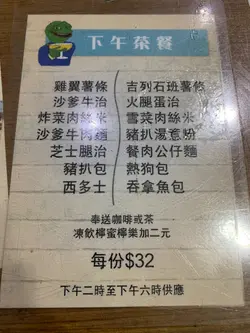 下午茶餐
雞翼薯條
沙爹牛治
炸菜肉絲米
沙爹牛肉麵
芝士腿治
豬扒包
西多士
吉列石班薯條
火腿蛋治
雪菜肉絲米
豬扒湯意粉
餐肉公仔麵
熱狗包
吞拿魚包
奉送咖啡或茶
凍飲檸蜜檸樂加二元
每份$32
下午二時至下午六時供應